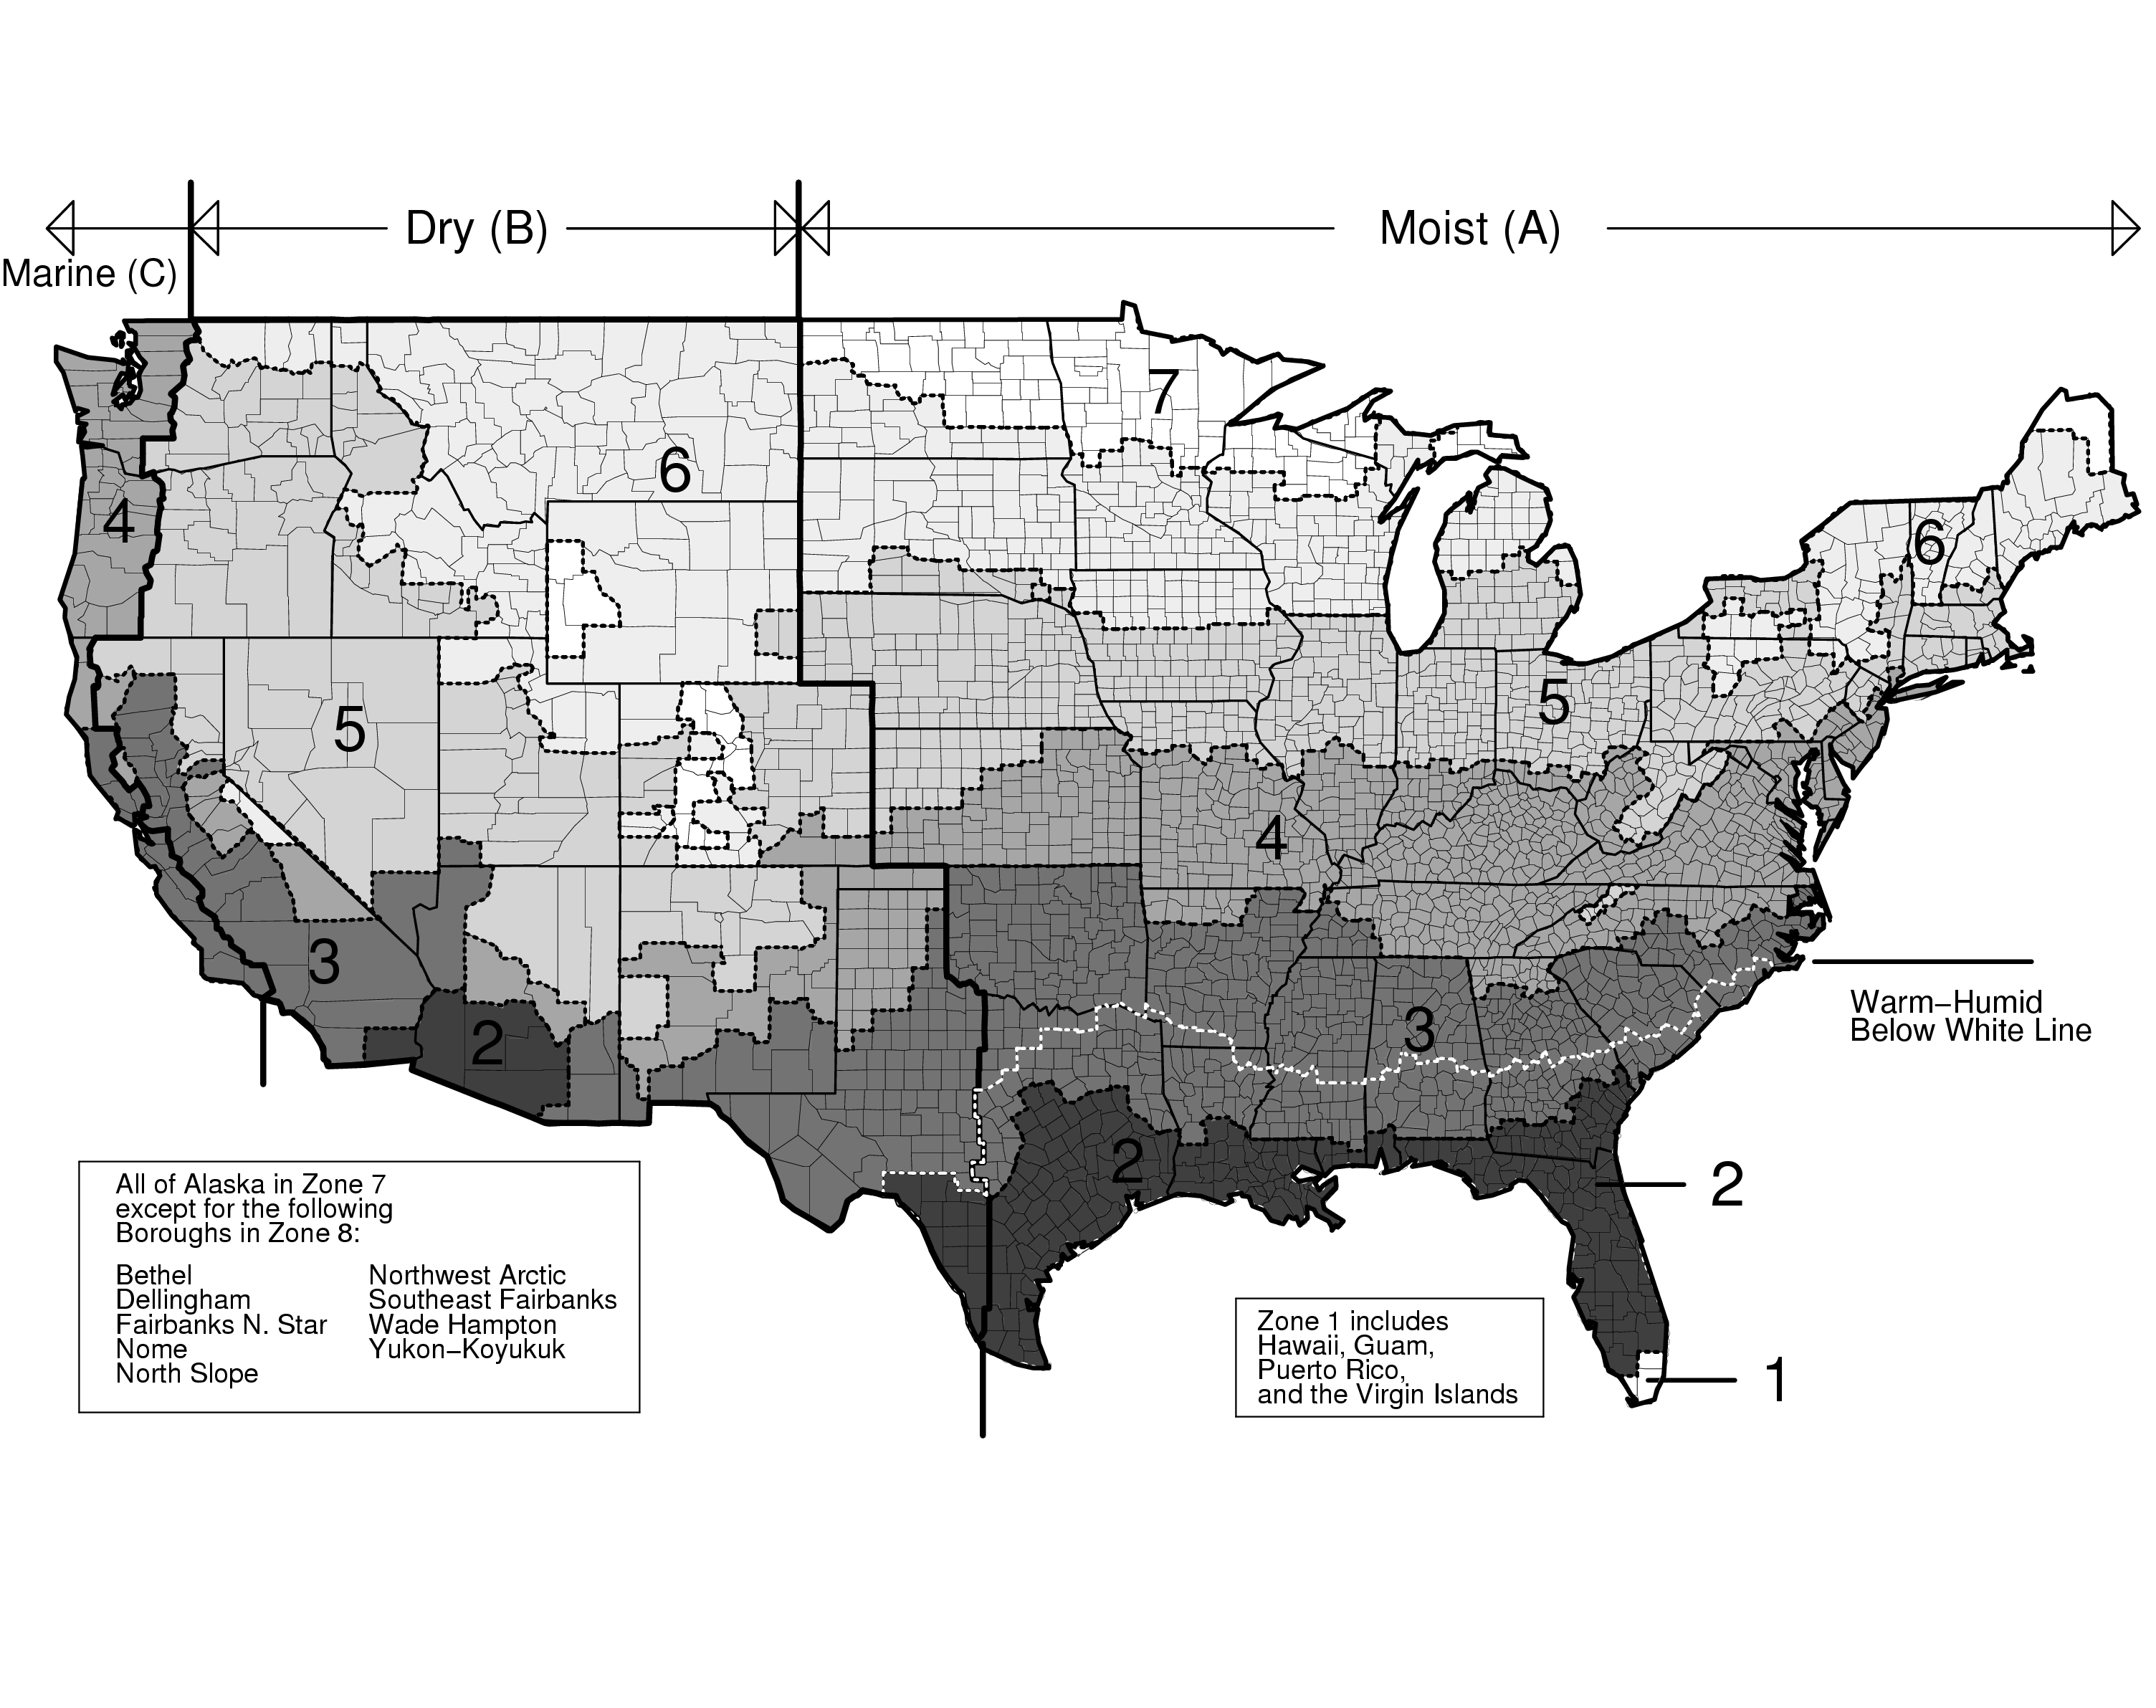 Dry (B)
Moist (A)
Marine (C)
7
6
4
6
5
5
4
3
3
2
2
Warm–Humid
Below White Line
2
1
All of Alaska in Zone 7
except for the following
Boroughs in Zone 8:
Bethel
Dellingham
Fairbanks N. Star
Nome
North Slope
Northwest Arctic
Southeast Fairbanks
Wade Hampton
Yukon–Koyukuk
Zone 1 includes
Hawaii, Guam,
Puerto Rico,
and the Virgin Islands